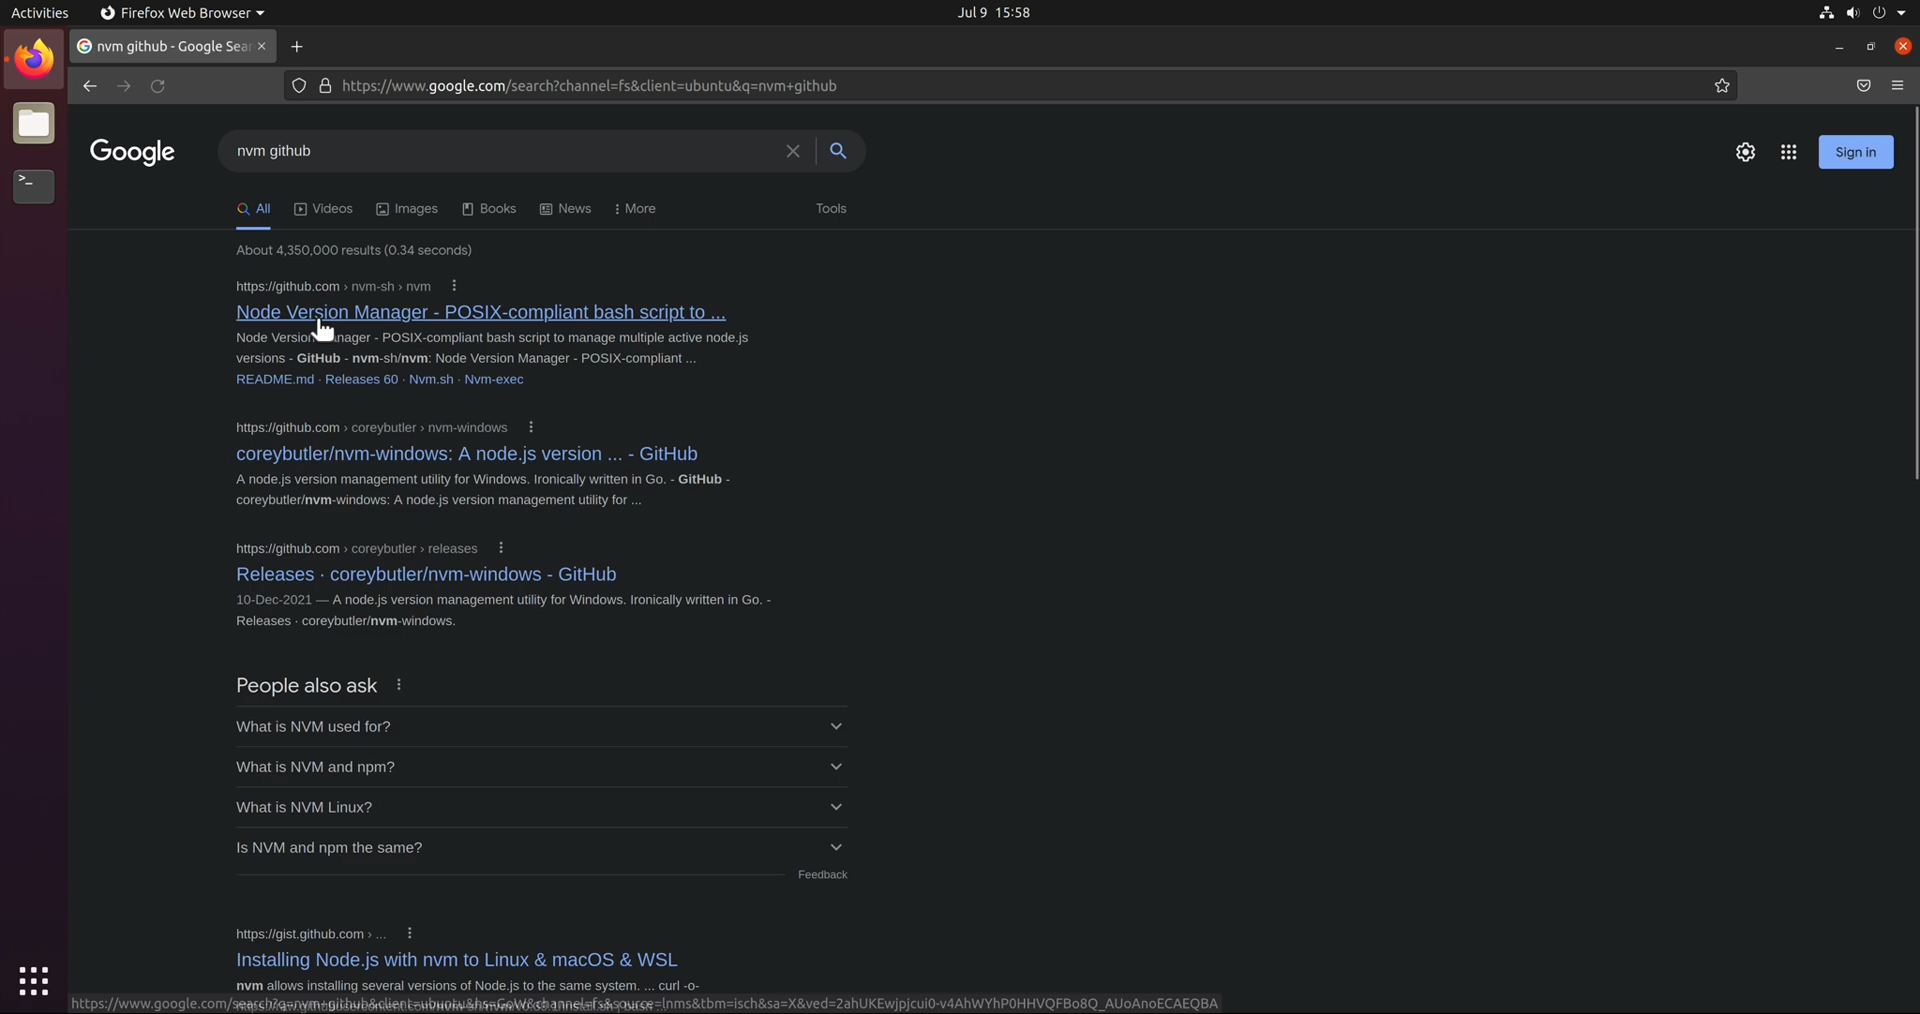 Activities
Firefox Web Browser
Jul 9 15:58
nvm github - Google Sear
https://www.google.com/search?channel=fs&client=ubuntu&q=nvm+github
Google
nvm github
Sign in
All
Videos
Images
Books
News
More
Tools
About 4,350,000 results (0.34 seconds)
https://github.com › nvm-sh › nvm
Node Version Manager - POSIX-compliant bash script to ...
Node Version Manager - POSIX-compliant bash script to manage multiple active node.js
versions - GitHub - nvm-sh/nvm: Node Version Manager - POSIX-compliant ...
README.md · Releases 60 · Nvm.sh · Nvm-exec
https://github.com › coreybutler › nvm-windows
coreybutler/nvm-windows: A node.js version ... - GitHub
A node.js version management utility for Windows. Ironically written in Go. - GitHub -
coreybutler/nvm-windows: A node.js version management utility for ...
https://github.com › coreybutler › releases
Releases · coreybutler/nvm-windows - GitHub
10-Dec-2021 — A node.js version management utility for Windows. Ironically written in Go. -
Releases · coreybutler/nvm-windows.
People also ask
What is NVM used for?
What is NVM and npm?
What is NVM Linux?
Is NVM and npm the same?
Feedback
https://gist.github.com › ...
Installing Node.js with nvm to Linux & macOS & WSL
nvm allows installing several versions of Node.js to the same system. ... curl -o-